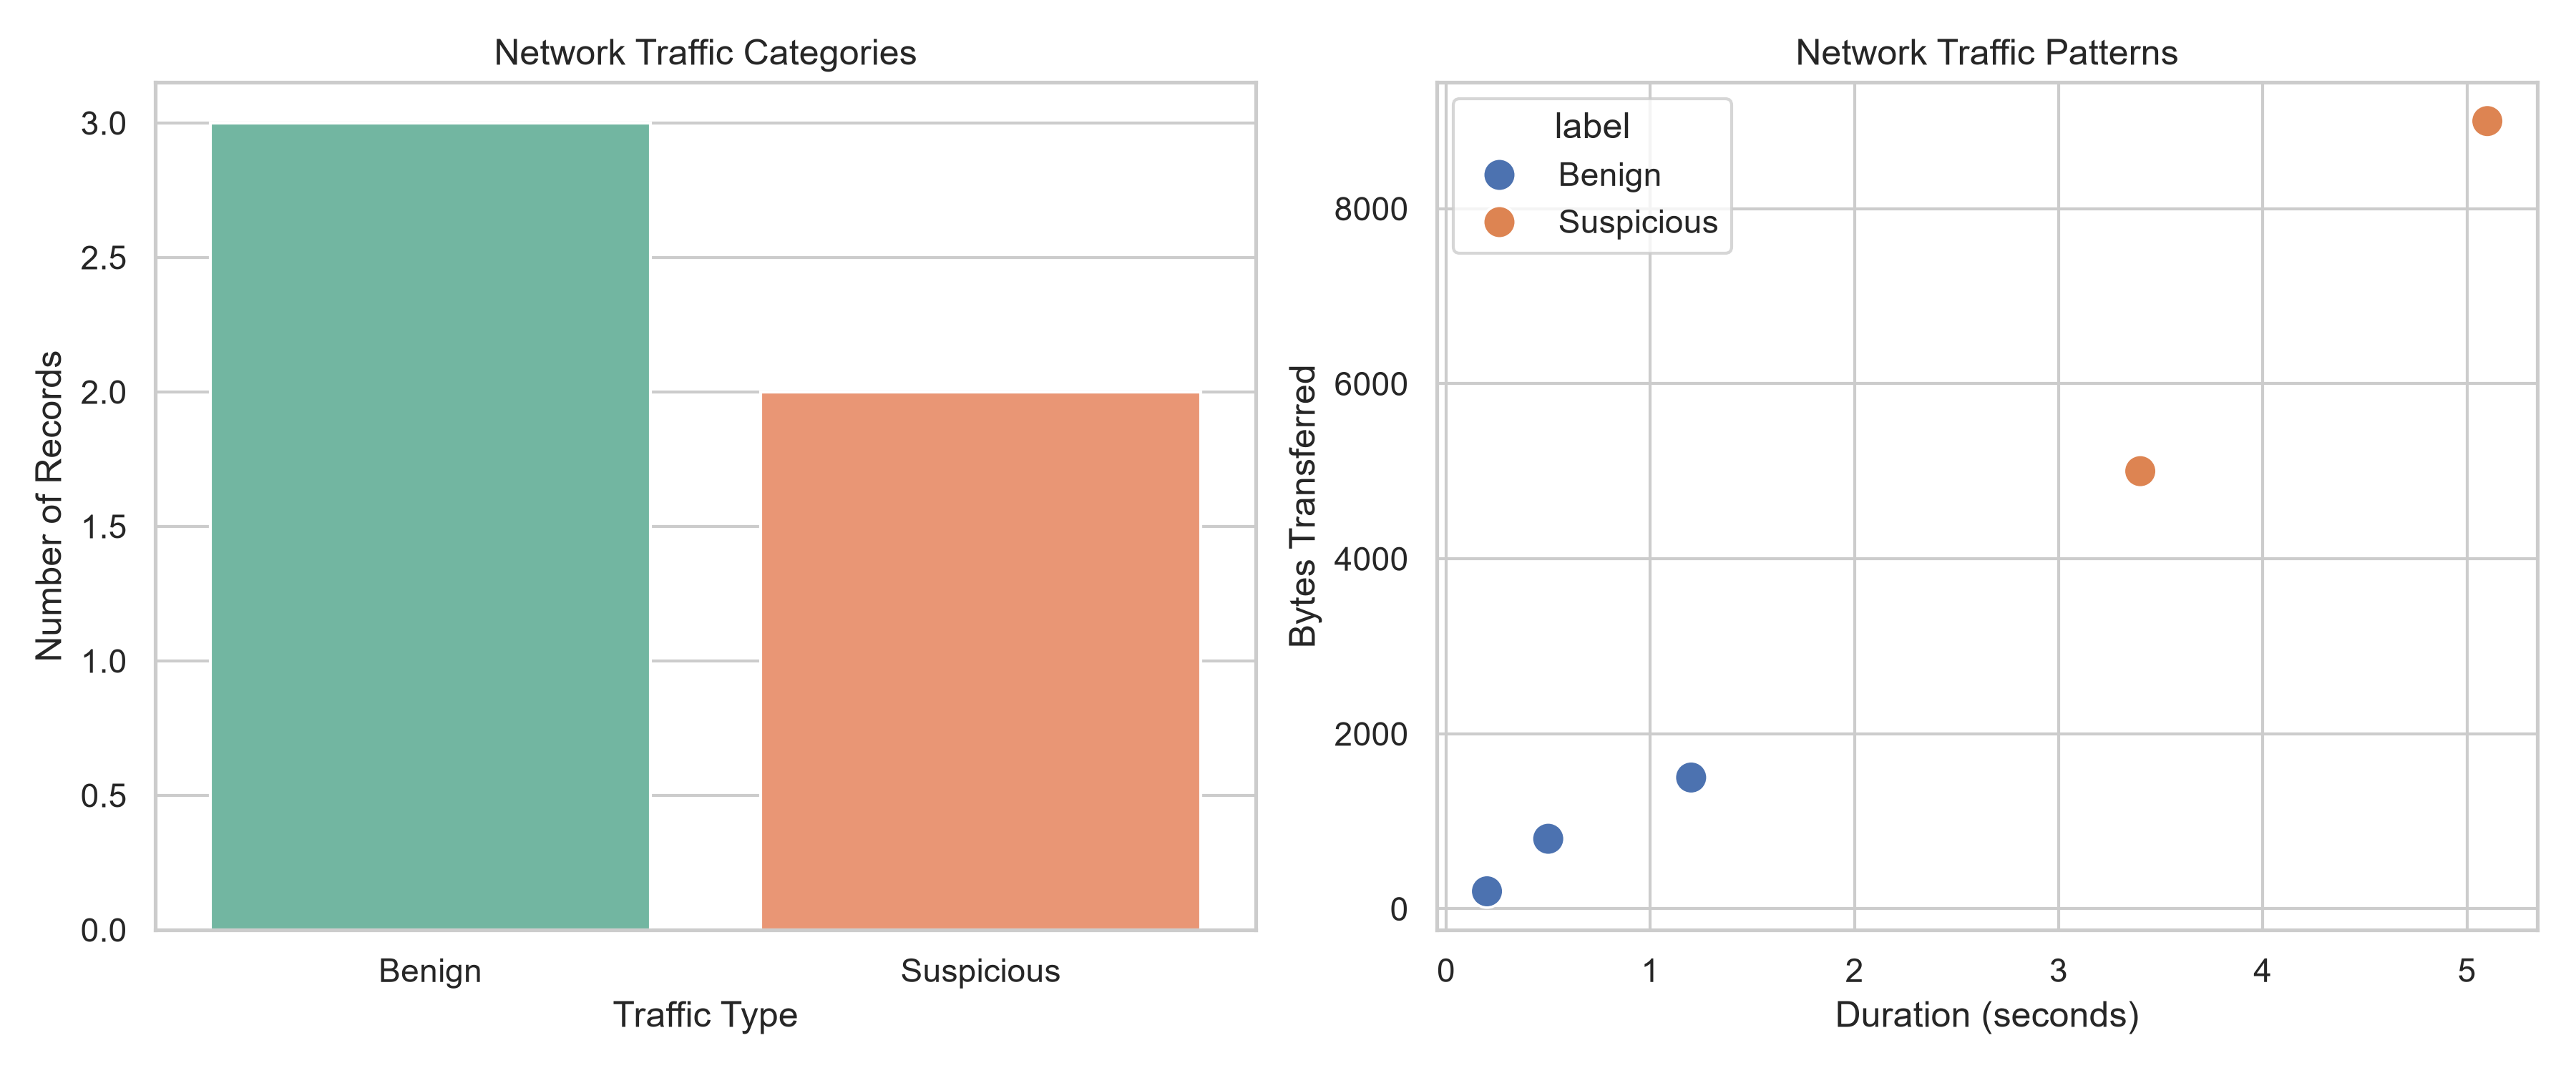 Network Traffic Categories
Number of Records
3.0
2.5
2.0
1.5
1.0
0.5
0.0
Benign
Suspicious
Traffic Type
Network Traffic Patterns
label
Benign
Suspicious
Bytes Transferred
8000
6000
4000
2000
0
0 1 2 3 4 5
Duration (seconds)